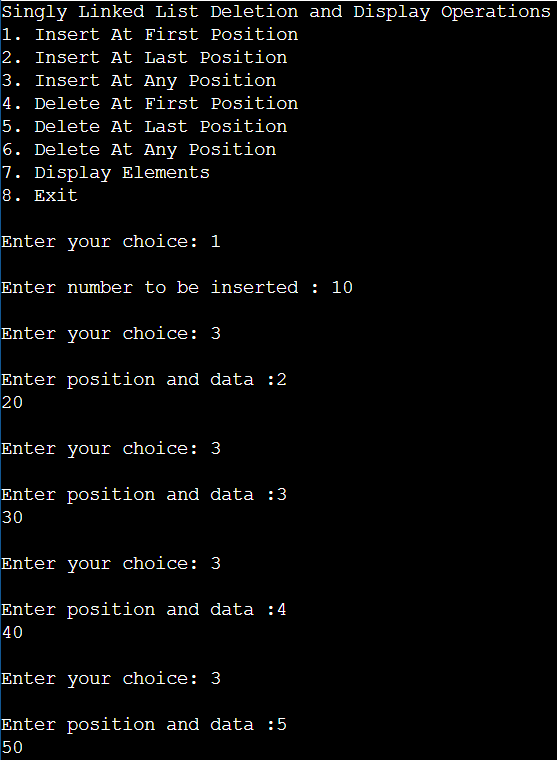 Singly Linked List Deletion and Display Operations
1. Insert At First Position
2. Insert At Last Position
3. Insert At Any Position
4. Delete At First Position
5. Delete At Last Position
6. Delete At Any Position
7. Display Elements
8. Exit
Enter your choice: 1
Enter number to be inserted : 10
Enter your choice: 3
Enter position and data :2
20
Enter your choice: 3
Enter position and data :3
30
Enter your choice: 3
Enter position and data :4
40
Enter your choice: 3
Enter position and data :5
50